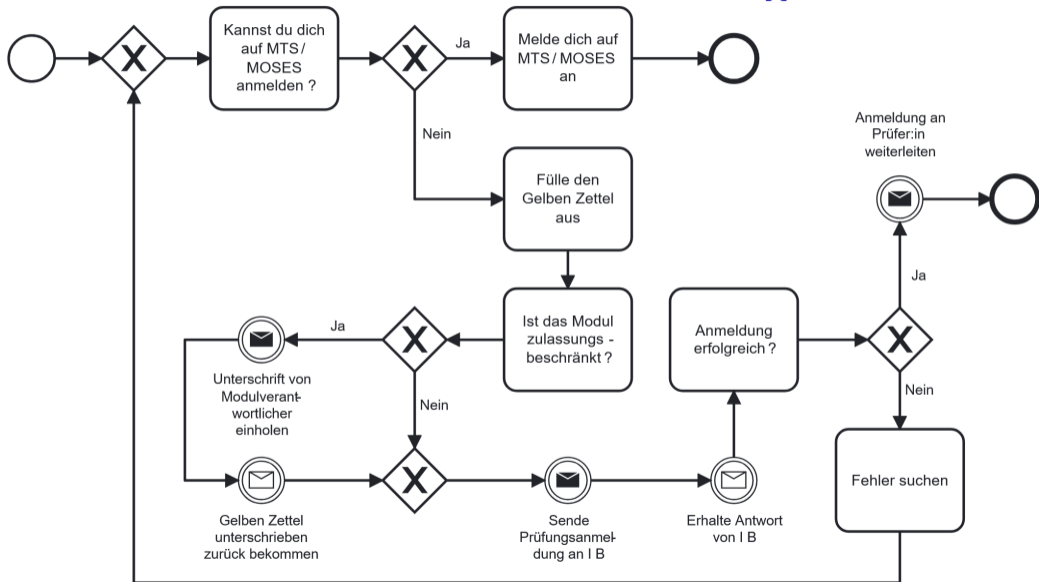 Kannst du dich
auf MTS /
MOSES
anmelden ?
Ja
Melde dich auf
MTS / MOSES
an
Nein
Anmeldung an
Prüfer:in
weiterleiten
Fülle den
Gelben Zettel
aus
Ja
Ist das Modul
zulassungs -
beschränkt ?
Anmeldung
erfolgreich ?
Ja
Unterschrift von
Modulverant-
wortlicher
einholen
Nein
Nein
Fehler suchen
Gelben Zettel
unterschrieben
zurück bekommen
Sende
Prüfungsanmel-
dung an I B
Erhalte Antwort
von I B